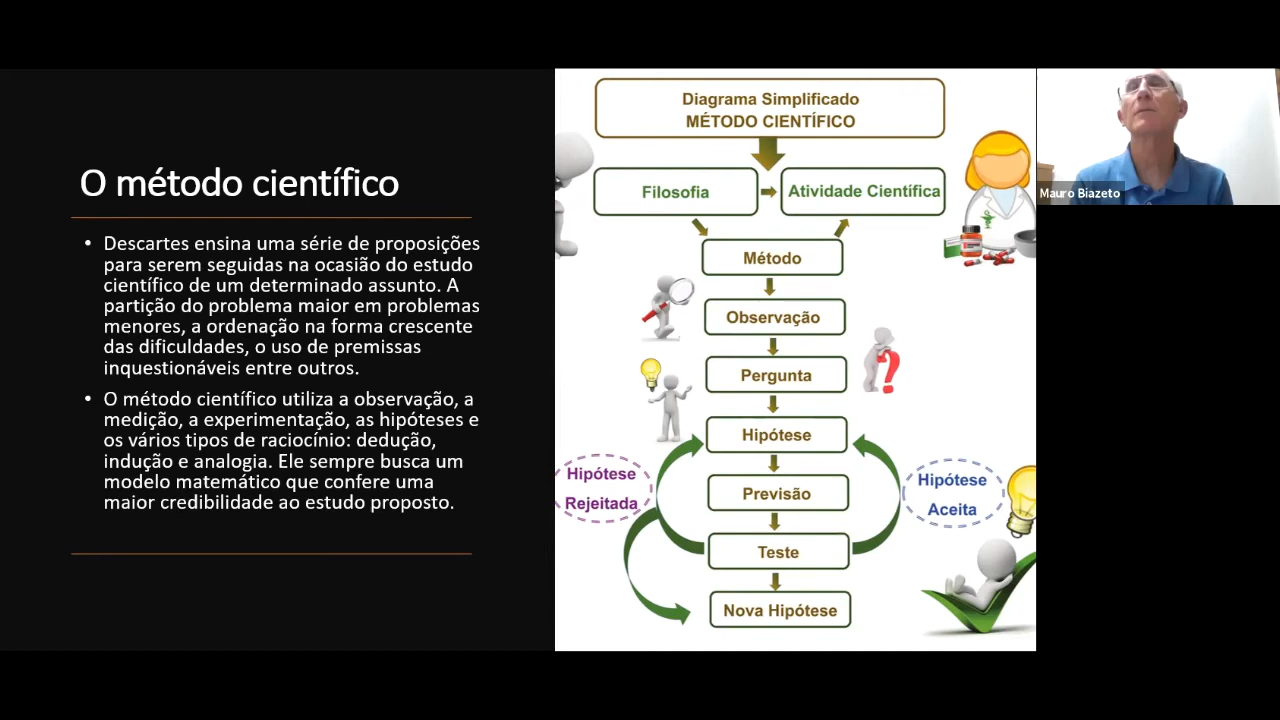 O método científico
• Descartes ensina uma série de proposições
para serem seguidas na ocasião do estudo
científico de um determinado assunto. A
partição do problema maior em problemas
menores, a ordenação na forma crescente
das dificuldades, o uso de premissas
inquestionáveis entre outros.
• O método científico utiliza a observação, a
medição, a experimentação, as hipóteses e
os vários tipos de raciocínio: dedução,
indução e analogia. Ele sempre busca um
modelo matemático que confere uma
maior credibilidade ao estudo proposto.
Diagrama Simplificado
MÉTODO CIENTÍFICO
Filosofia
Atividade Científica
Método
Observação
Pergunta
Hipótese
Hipótese
Rejeitada
Previsão
Hipótese
Aceita
Teste
Nova Hipótese
Mauro Biazeto